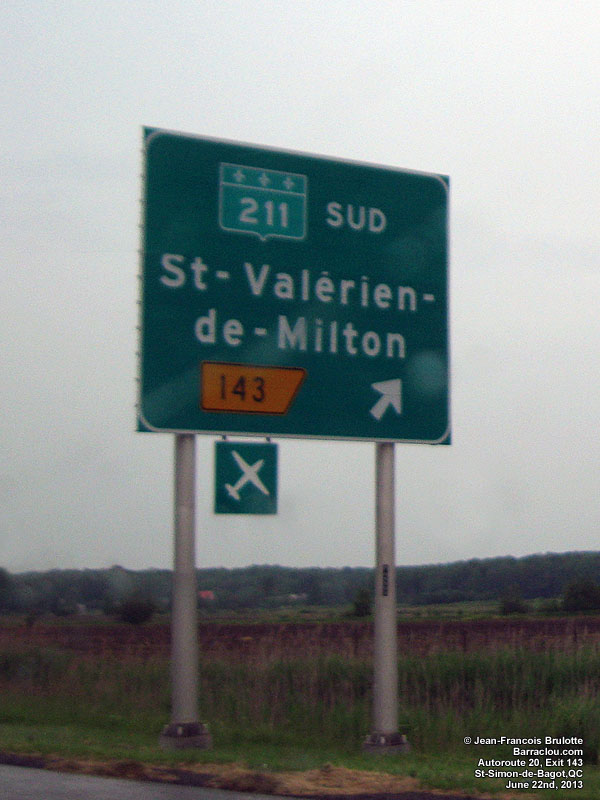 211 SUD
St-Valérien-
de-Milton
143
© Jean-Francois Brulotte
Barraclou.com
Autoroute 20, Exit 143
St-Simon-de-Bagot,QC
June 22nd, 2013